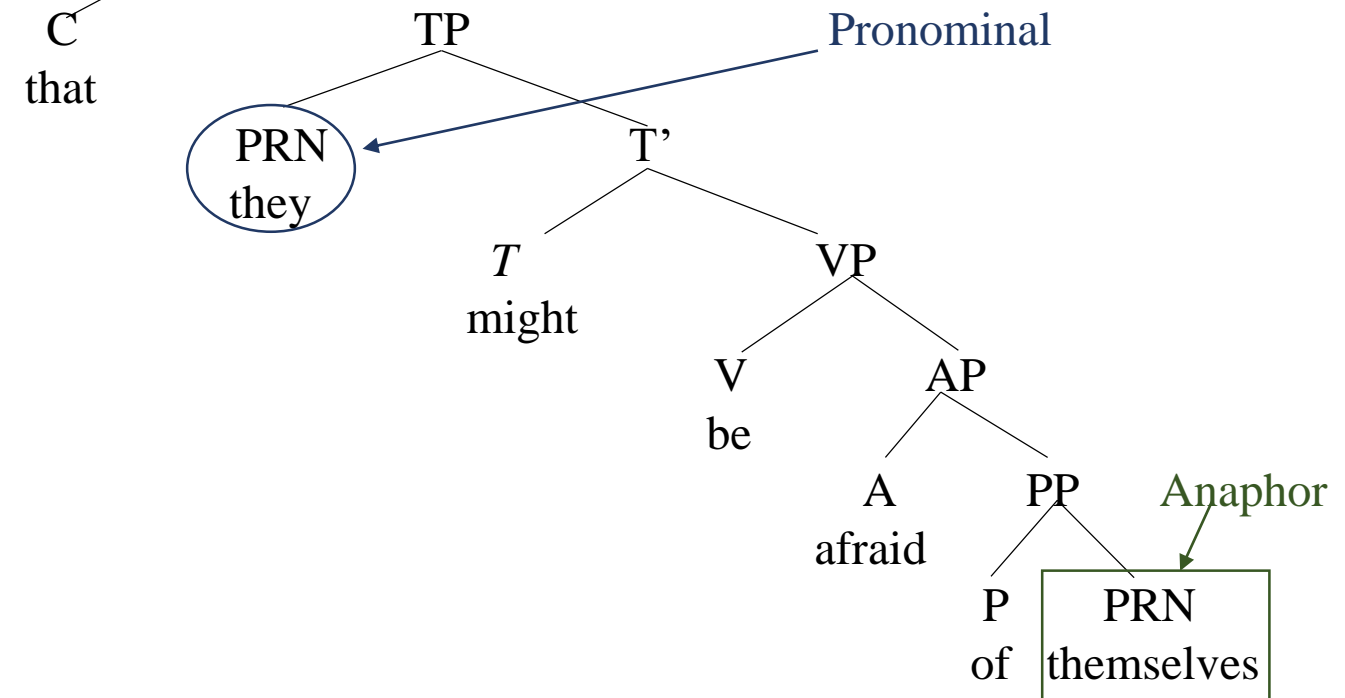 C TP Pronominal
that
PRN T’
they
T VP
might
V AP
be
A PP Anaphor
afraid
P PRN
of themselves